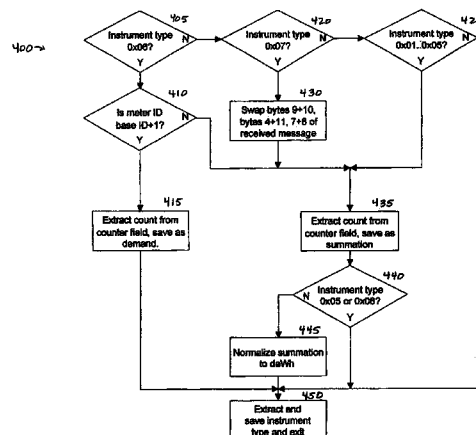 400
405
Instrument type
0x06?
N
Y
420
0x07?
N
Y
42
Instrument type
0x01..0x05?
N
Y
410
Is meter ID
base ID+1?
N
Y
430
Swap bytes 9+10,
bytes 4+11, 7+8 of
received message
415
Extract count from
counter field, save as
demand.
435
Extract count from
counter field, save as
summation
440
Instrument type
0x05 or 0x06?
N
Y
445
Normalize summation
to daWh
450
Extract and
save instrument
type and exit